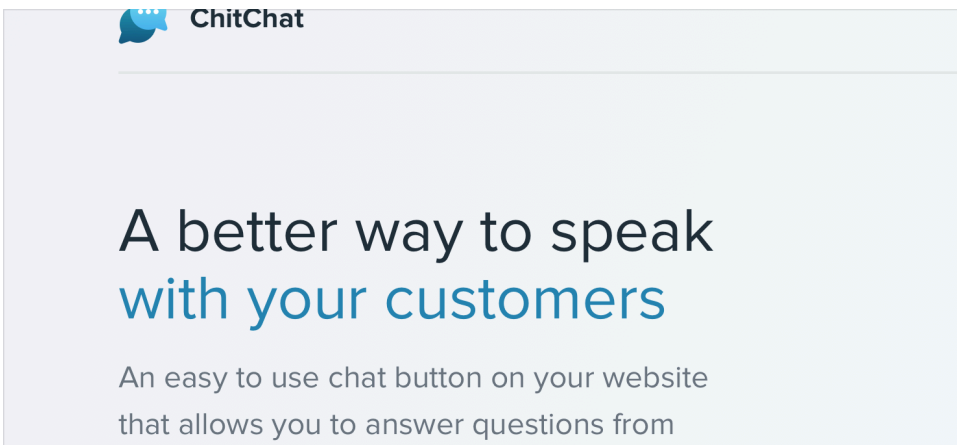 ChitChat
A better way to speak
with your customers
An easy to use chat button on your website
that allows you to answer questions from